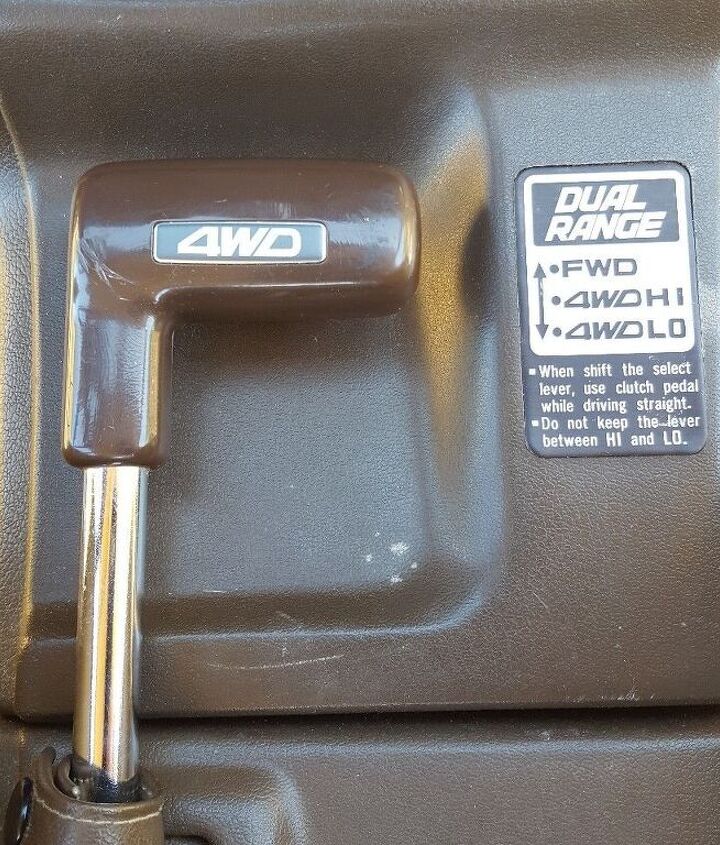 4WD
DUAL
RANGE
•FWD
•4WD HI
•4WD LO
▪When shift the select
lever, use clutch pedal
while driving straight.
▪Do not keep the lever
between HI and LO.